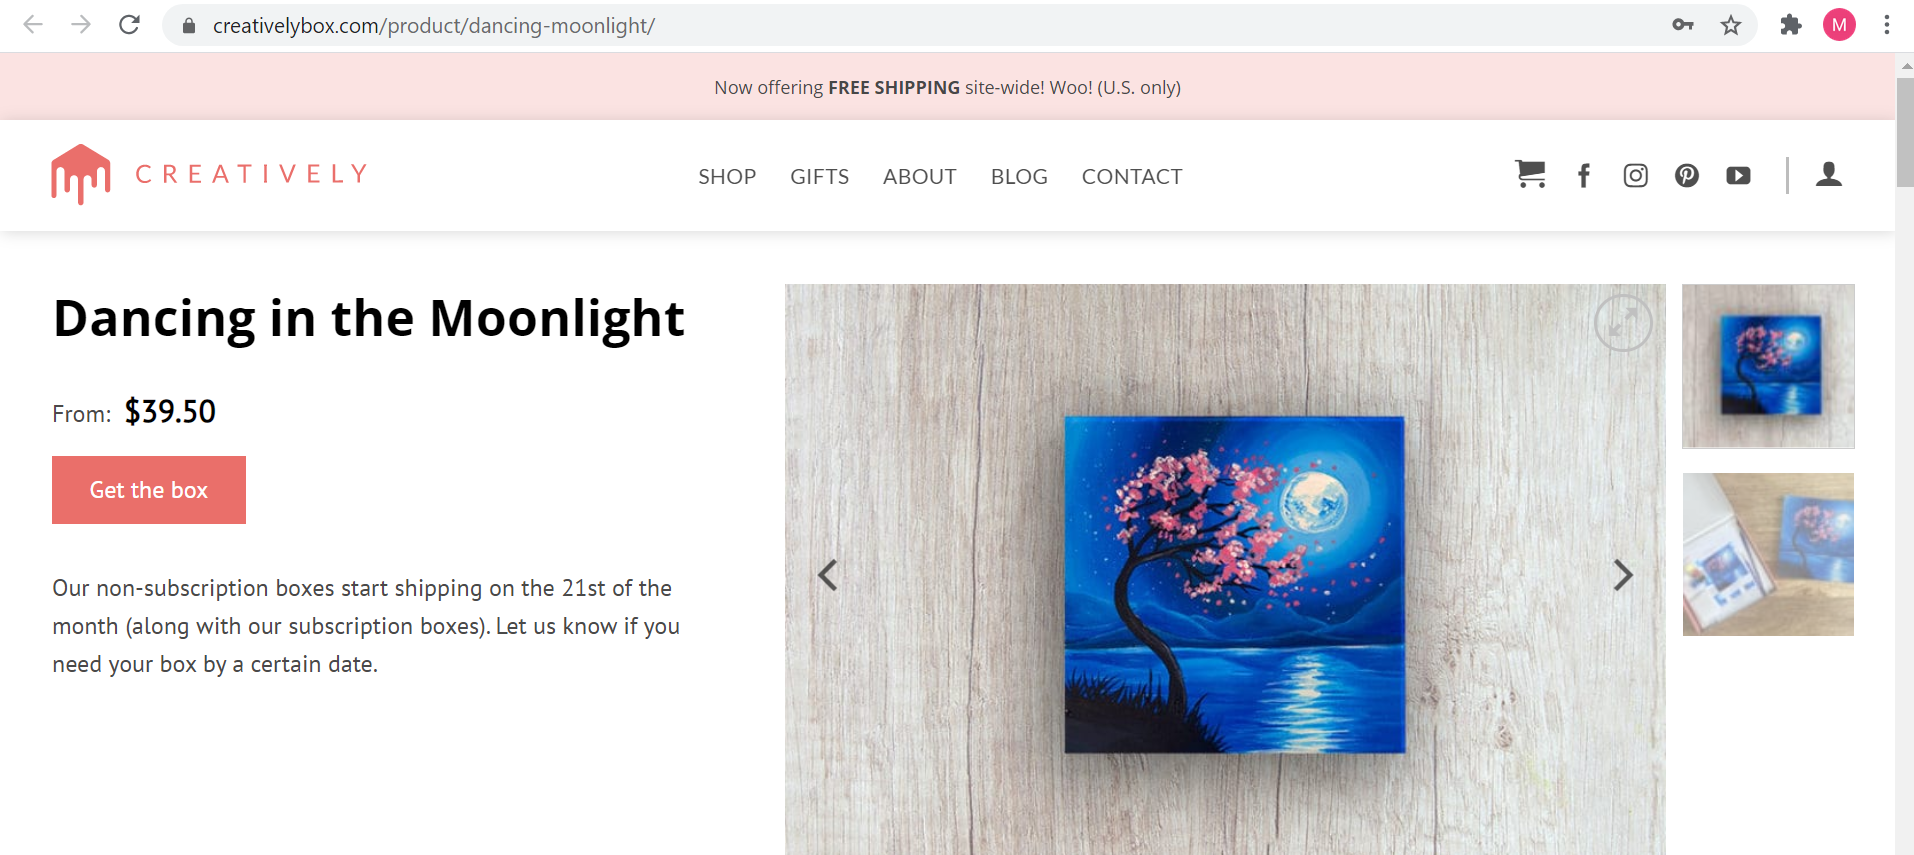 creativelybox.com/product/dancing-moonlight/
M
Now offering FREE SHIPPING site-wide! Woo! (U.S. only)
CREATIVELY
SHOP GIFTS ABOUT BLOG CONTACT
Dancing in the Moonlight
From: $39.50
Get the box
Our non-subscription boxes start shipping on the 21st of the
month (along with our subscription boxes). Let us know if you
need your box by a certain date.